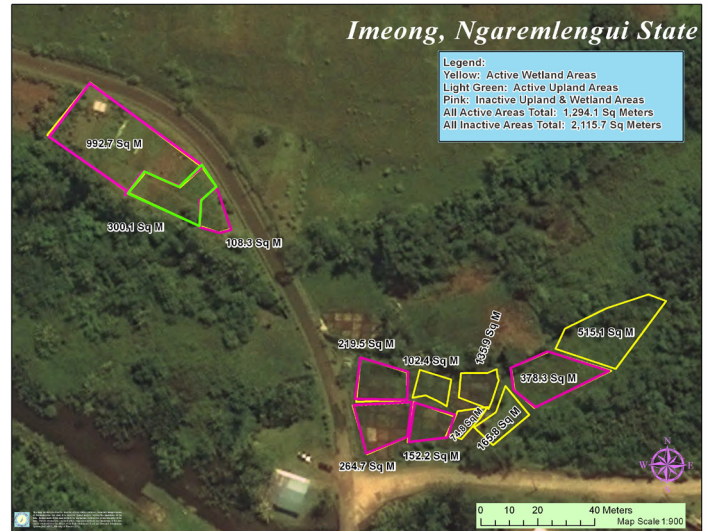 Imeong, Ngaremlengui State
Legend:
Yellow: Active Wetland Areas
Light Green: Active Upland Areas
Pink: Inactive Upland & Wetland Areas
All Active Areas Total: 1,294.1 Sq Meters
All Inactive Areas Total: 2,115.7 Sq Meters
992.7 Sq M
300.1 Sq M
108.3 Sq M
515.1 Sq M
135.9 Sq M
219.5 Sq M
102.4 Sq M
378.3 Sq M
74.8 Sq M
165.8 Sq M
152.2 Sq M
264.7 Sq M
N
W E
S
0 10 20 40 Meters
Map Scale 1:900